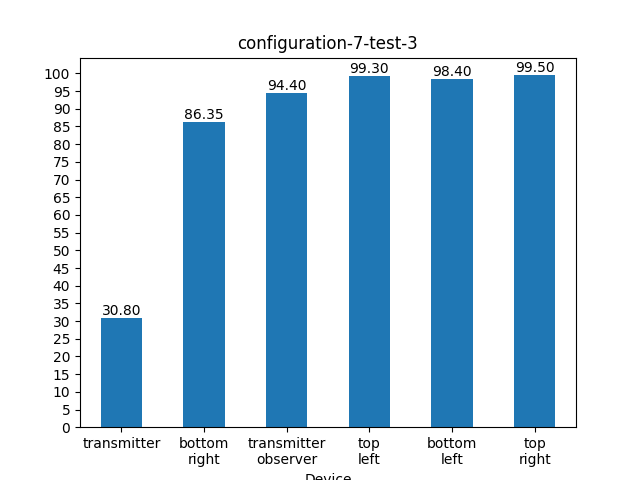 configuration-7-test-3
100
95
90
85
80
75
70
65
60
55
50
45
40
35
30
25
20
15
10
5
0
30.80
86.35
94.40
99.30
98.40
99.50
transmitter
bottom
right
transmitter
observer
top
left
bottom
left
top
right
Device